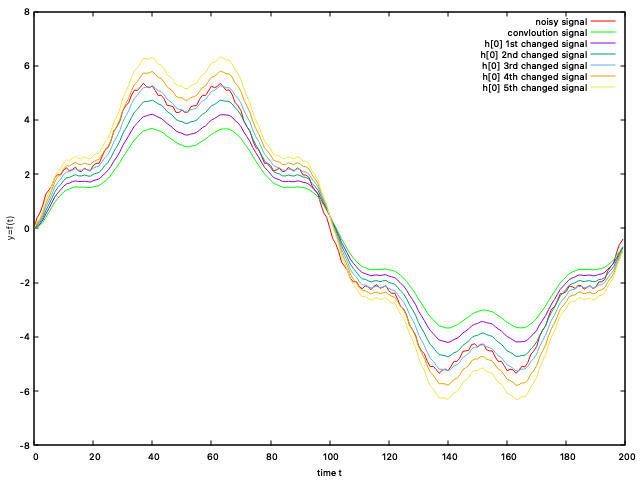 noisy signal
convloution signal
h[0] 1st changed signal
h[0] 2nd changed signal
h[0] 3rd changed signal
h[0] 4th changed signal
h[0] 5th changed signal
8
6
4
2
0
-2
-4
-6
-8
y=f(t)
0 20 40 60 80 100 120 140 160 180 200
time t